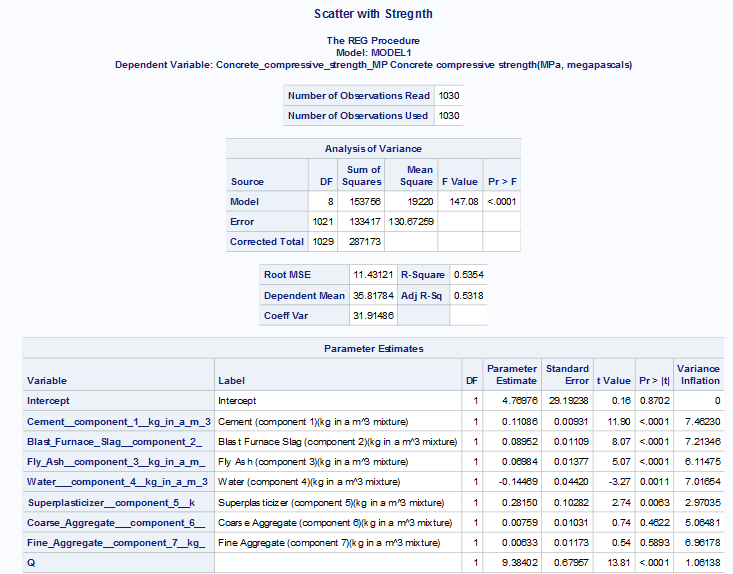 Scatter with Stregnth
The REG Procedure
Model: MODEL1
Dependent Variable: Concrete_compressive_strength_MP Concrete compressive strength(MPa, megapascals)
Number of Observations Read 1030
Number of Observations Used 1030
Analysis of Variance
Source DF Sum of Squares Mean Square F Value Pr > F
Model 8 153756 19220 147.08 <.0001
Error 1021 133417 130.67259
Corrected Total 1029 287173
Root MSE 11.43121 R-Square 0.5354
Dependent Mean 35.81784 Adj R-Sq 0.5318
Coeff Var 31.91486
Parameter Estimates
Variable Label DF Parameter Estimate Standard Error t Value Pr > |t| Variance Inflation
Intercept Intercept 1 4.76976 29.19238 0.16 0.8702 0
Cement__component_1__kg_in_a_m_3 Cement (component 1)(kg in a m^3 mixture) 1 0.11086 0.00931 11.90 <.0001 7.46230
Blast_Furnace_Slag__component_2_ Blast Furnace Slag (component 2)(kg in a m^3 mixture) 1 0.08952 0.01109 8.07 <.0001 7.21346
Fly_Ash__component_3__kg_in_a_m_ Fly Ash (component 3)(kg in a m^3 mixture) 1 0.06984 0.01377 5.07 <.0001 6.11475
Water___component_4__kg_in_a_m_3 Water (component 4)(kg in a m^3 mixture) 1 -0.14469 0.04420 -3.27 0.0011 7.01654
Superplasticizer__component_5__k Superplasticizer (component 5)(kg in a m^3 mixture) 1 0.28150 0.10282 2.74 0.0063 2.97035
Coarse_Aggregate___component_6__ Coarse Aggregate (component 6)(kg in a m^3 mixture) 1 0.00759 0.01031 0.74 0.4622 5.06481
Fine_Aggregate__component_7__kg_ Fine Aggregate (component 7)(kg in a m^3 mixture) 1 0.00633 0.01173 0.54 0.5893 6.96178
Q 1 9.38402 0.67957 13.81 <.0001 1.06138